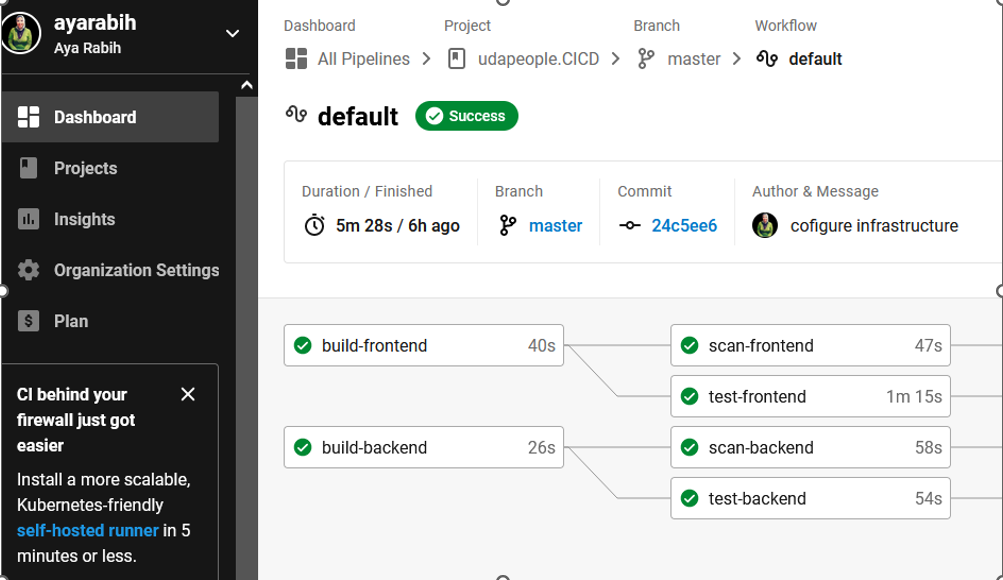 ayarabih
Aya Rabih
Dashboard
Projects
Insights
Organization Settings
Plan
CI behind your
firewall just got
easier
Install a more scalable,
Kubernetes-friendly
self-hosted runner in 5
minutes or less.
Dashboard Project Branch Workflow
All Pipelines udapeople.CICD master default
default Success
Duration / Finished Branch Commit Author & Message
5m 28s / 6h ago master 24c5ee6 cofigure infrastructure
build-frontend 40s scan-frontend 47s
test-frontend 1m 15s
build-backend 26s scan-backend 58s
test-backend 54s